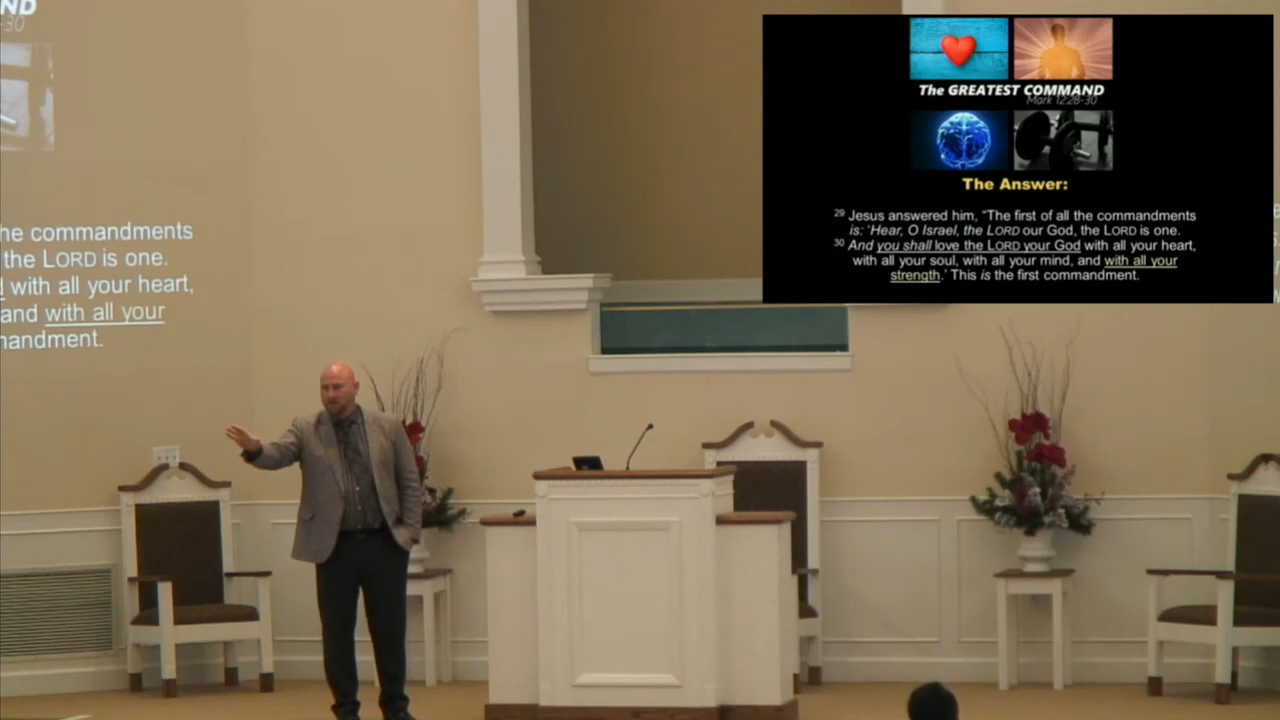 ND
-30
he commandments
the LORD is one.
with all your heart,
and with all your
mandment.
The GREATEST COMMAND
Mark 12:28-30
The Answer:
29 Jesus answered him, “The first of all the commandments
is: ‘Hear, O Israel, the LORD our God, the LORD is one.
30 And you shall love the LORD your God with all your heart,
with all your soul, with all your mind, and with all your
strength.’ This is the first commandment.